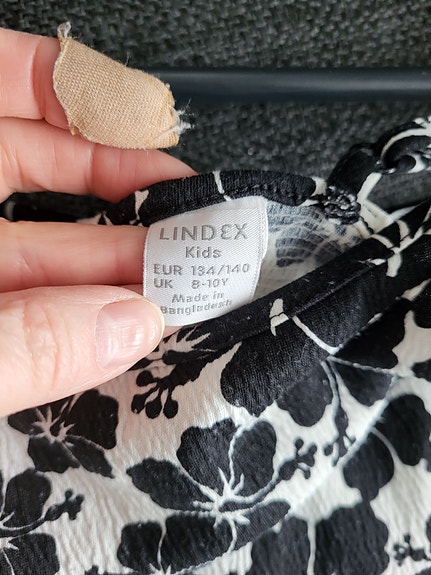 LINDEX
Kids
EUR 134/140
UK 8-10Y
Made in
Bangladesh